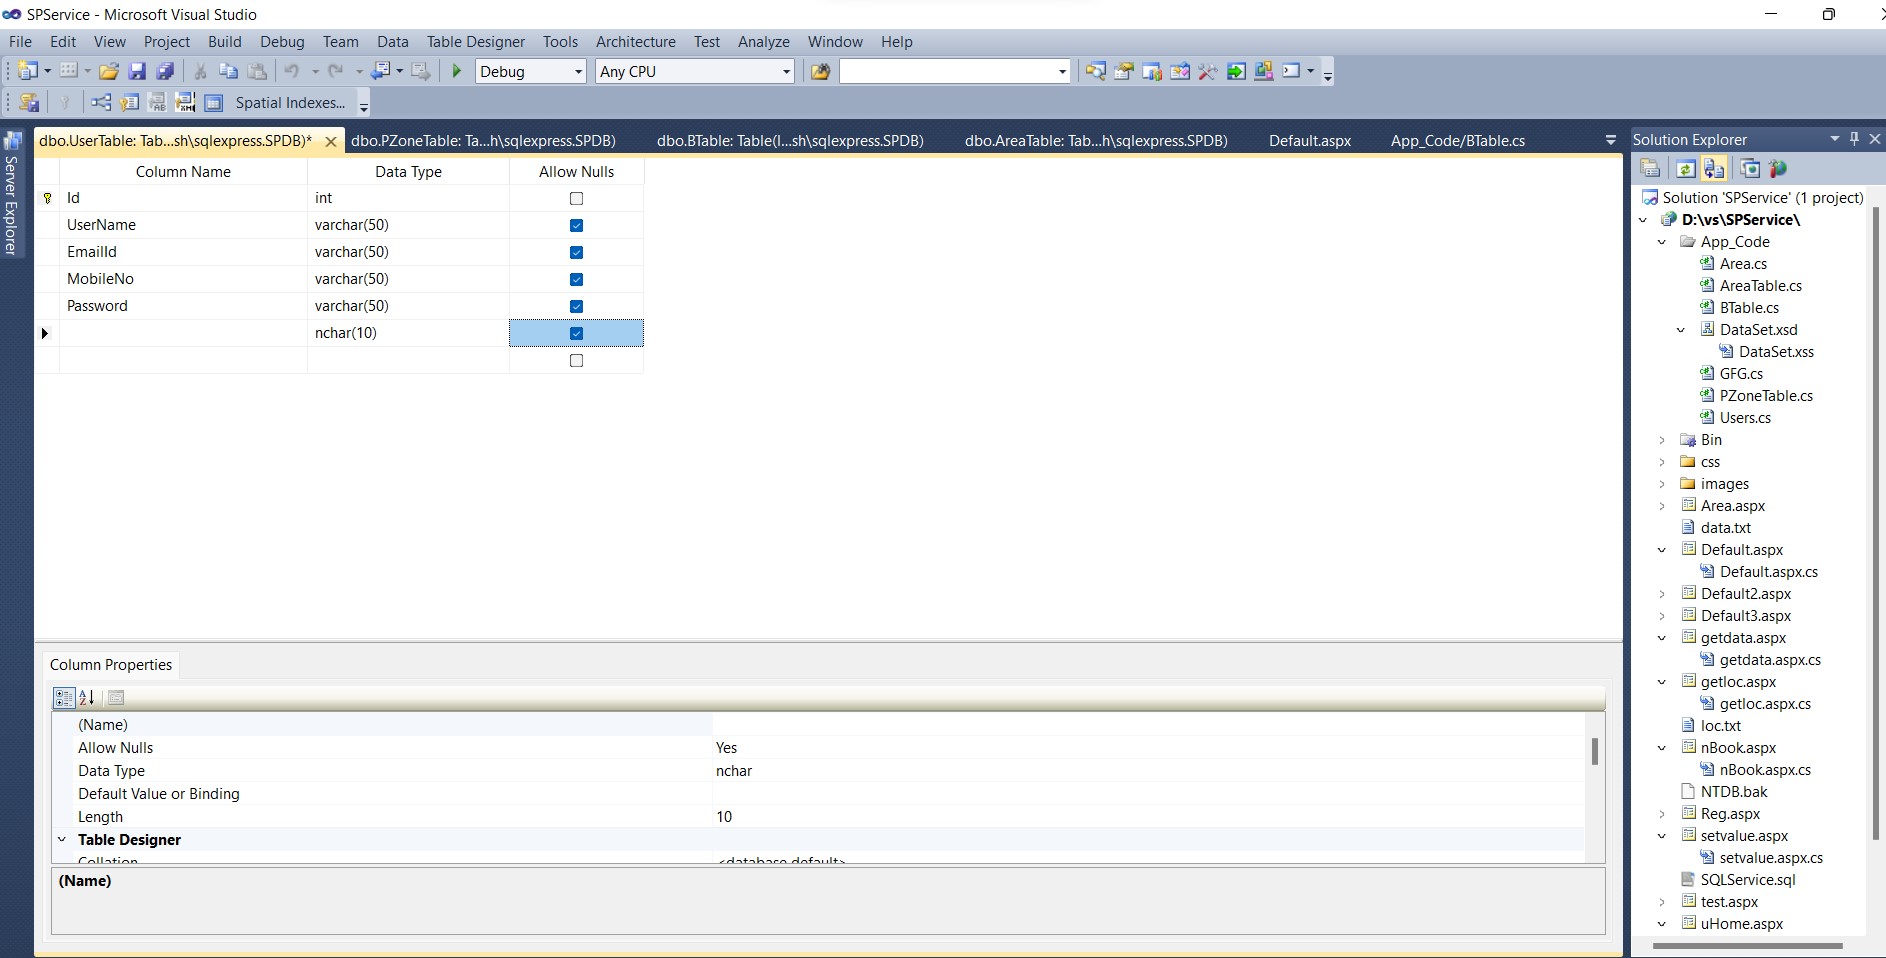 SPService - Microsoft Visual Studio
File Edit View Project Build Debug Team Data Table Designer Tools Architecture Test Analyze Window Help
Debug Any CPU
Spatial Indexes...
Server Explorer
dbo.UserTable: Tab...sh\sqlexpress.SPDB)* dbo.PZoneTable: Ta...h\sqlexpress.SPDB) dbo.BTable: Table(l...sh\sqlexpress.SPDB) dbo.AreaTable: Tab...h\sqlexpress.SPDB) Default.aspx App_Code/BTable.cs
Column Name Data Type Allow Nulls
Id int
UserName varchar(50)
EmailId varchar(50)
MobileNo varchar(50)
Password varchar(50)
nchar(10)
Column Properties
(Name)
Allow Nulls Yes
Data Type nchar
Default Value or Binding
Length 10
Table Designer
Collation <database default>
(Name)
Solution Explorer
Solution 'SPService' (1 project)
D:\vs\SPService\
App_Code
Area.cs
AreaTable.cs
BTable.cs
DataSet.xsd
DataSet.xss
GFG.cs
PZoneTable.cs
Users.cs
Bin
css
images
Area.aspx
data.txt
Default.aspx
Default.aspx.cs
Default2.aspx
Default3.aspx
getdata.aspx
getdata.aspx.cs
getloc.aspx
getloc.aspx.cs
loc.txt
nBook.aspx
nBook.aspx.cs
NTDB.bak
Reg.aspx
setvalue.aspx
setvalue.aspx.cs
SQLService.sql
test.aspx
uHome.aspx